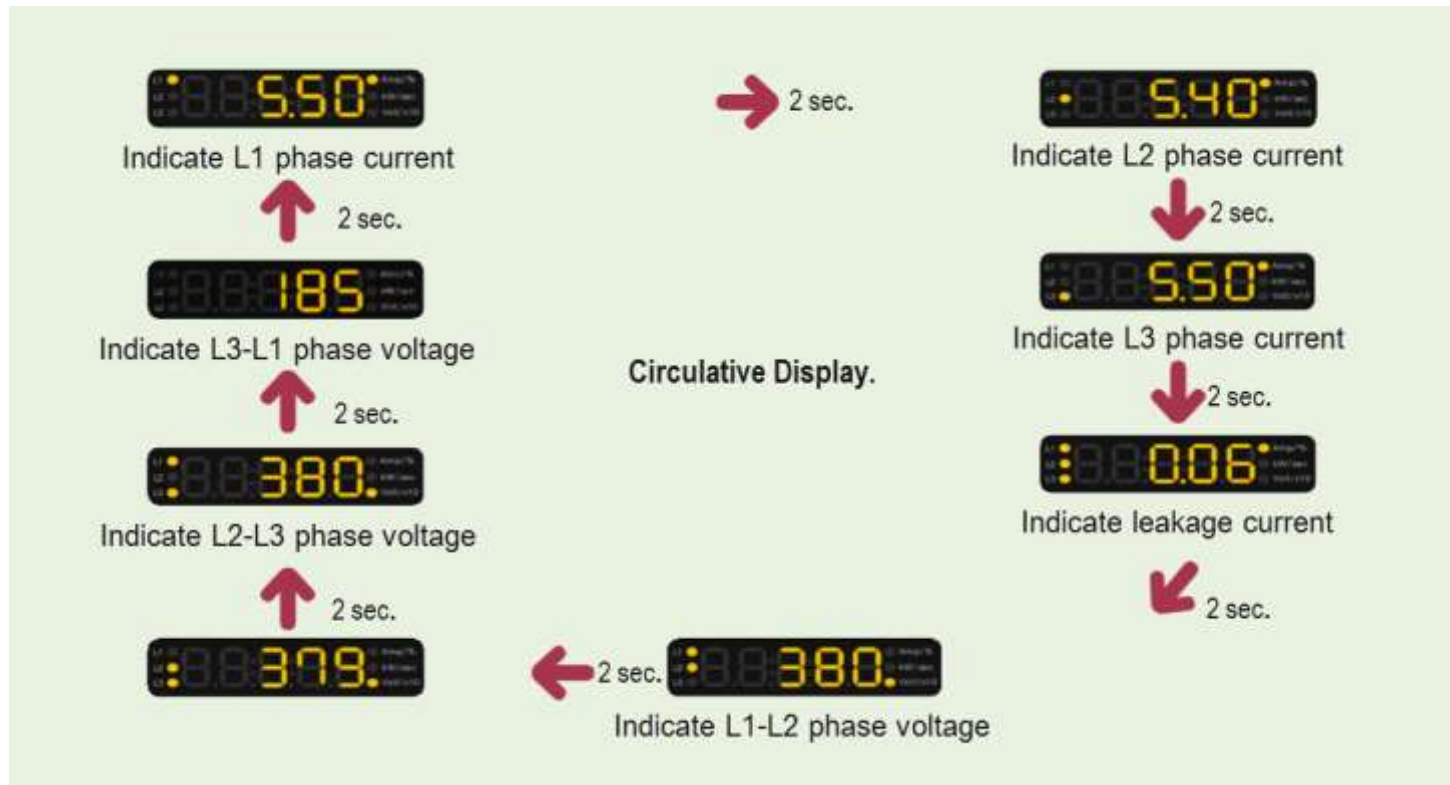 5.50
Indicate L1 phase current
2 sec.
5.40
Indicate L2 phase current
2 sec.
5.50
Indicate L3 phase current
2 sec.
0.06
Indicate leakage current
2 sec.
380.
Indicate L1-L2 phase voltage
2 sec.
379.
2 sec.
380.
Indicate L2-L3 phase voltage
2 sec.
185
Indicate L3-L1 phase voltage
2 sec.
Circulative Display.